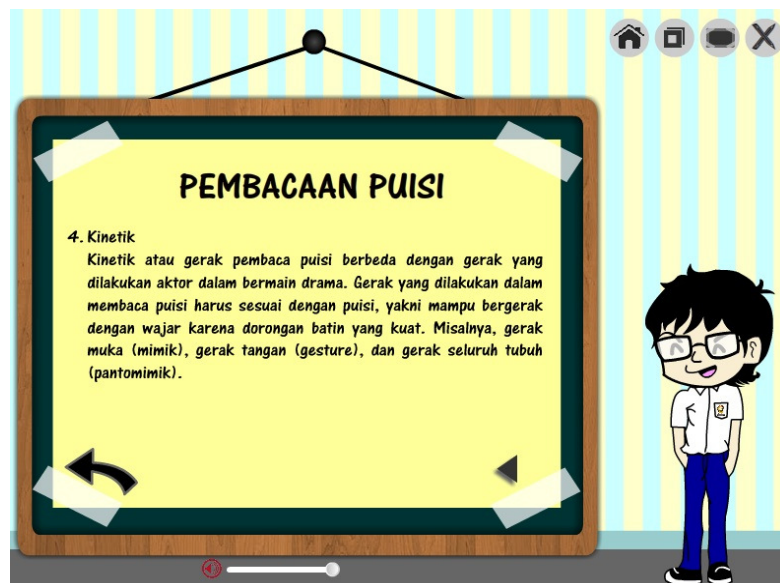 PEMBACAAN PUISI
4. Kinetik
Kinetik atau gerak pembaca puisi berbeda dengan gerak yang
dilakukan aktor dalam bermain drama. Gerak yang dilakukan dalam
membaca puisi harus sesuai dengan puisi, yakni mampu bergerak
dengan wajar karena dorongan batin yang kuat. Misalnya, gerak
muka (mimik), gerak tangan (gesture), dan gerak seluruh tubuh
(pantomimik).